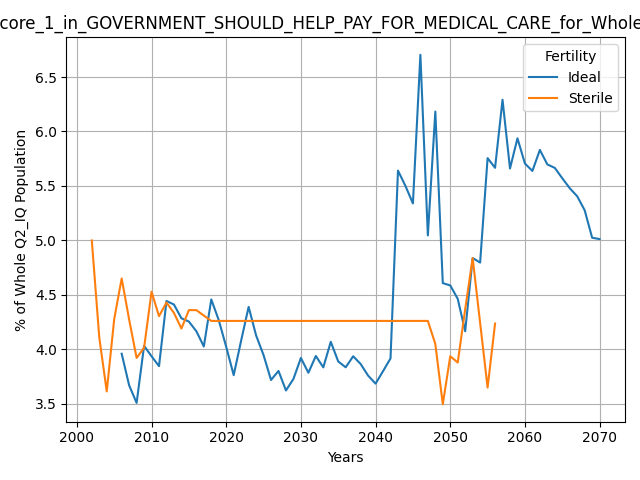 core_1_in_GOVERNMENT_SHOULD_HELP_PAY_FOR_MEDICAL_CARE_for_Whole
Fertility
Ideal
Sterile
% of Whole Q2_IQ Population
6.5
6.0
5.5
5.0
4.5
4.0
3.5
2000 2010 2020 2030 2040 2050 2060 2070
Years